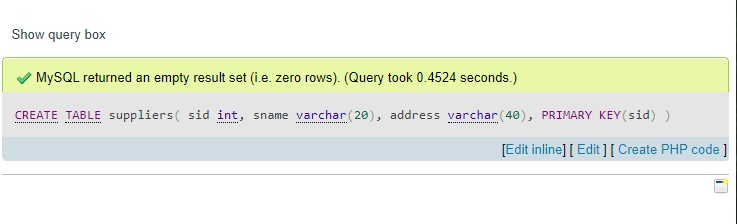 Show query box
MySQL returned an empty result set (i.e. zero rows). (Query took 0.4524 seconds.)
CREATE TABLE suppliers( sid int, sname varchar(20), address varchar(40), PRIMARY KEY(sid) )
[Edit inline] [ Edit ] [ Create PHP code ]